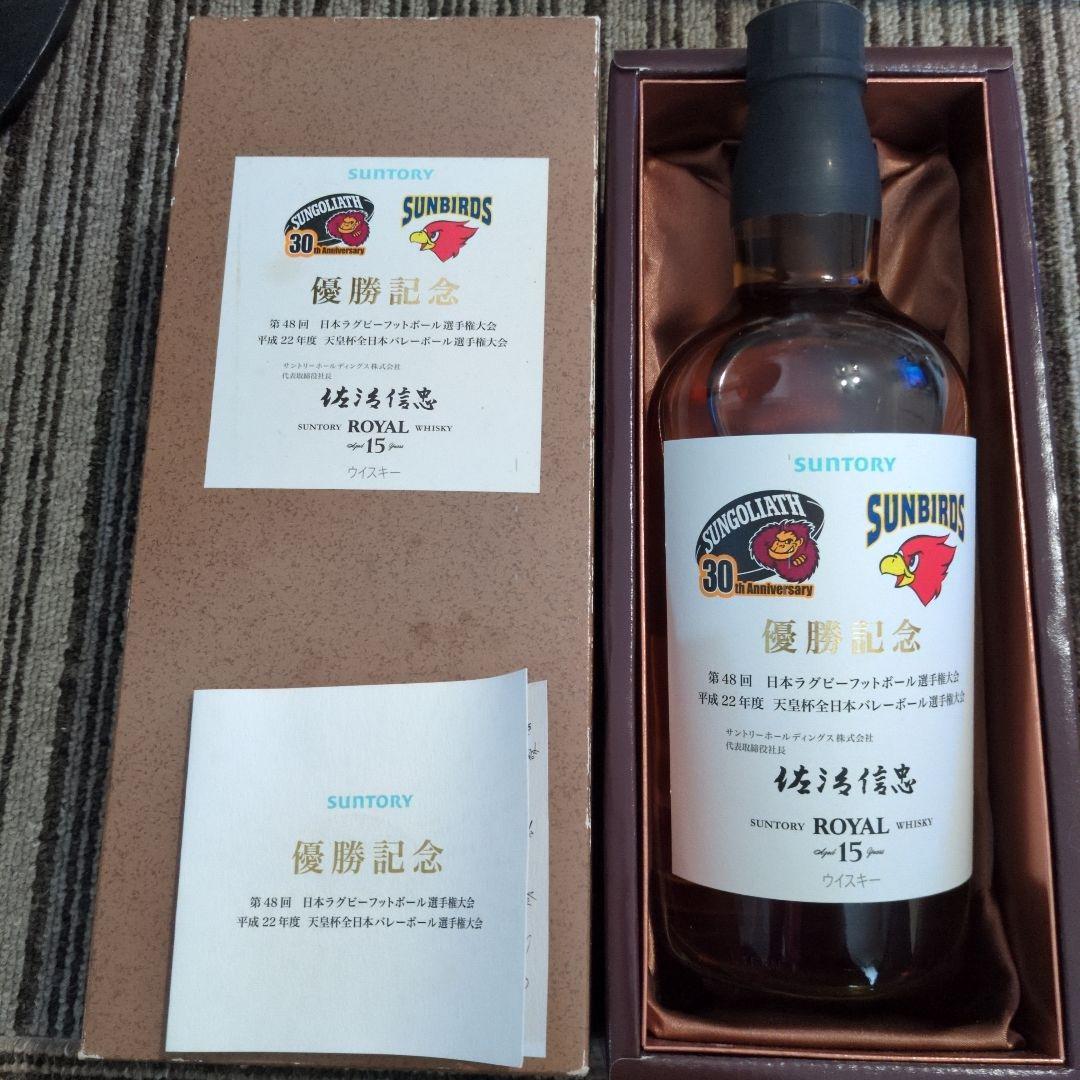 SUNTORY
SUNGOLIATH
30th Anniversary
SUNBIRDS
優勝記念
第48回 日本ラグビーフットボール選手権大会
平成22年度 天皇杯全日本バレーボール選手権大会
サントリーホールディングス株式会社
代表取締役社長
佐治信忠
SUNTORY ROYAL WHISKY
Aged 15 Years
ウイスキー
SUNTORY
優勝記念
第48回 日本ラグビーフットボール選手権大会
平成22年度 天皇杯全日本バレーボール選手権大会
SUNTORY
SUNGOLIATH
30th Anniversary
SUNBIRDS
優勝記念
第48回 日本ラグビーフットボール選手権大会
平成22年度 天皇杯全日本バレーボール選手権大会
サントリーホールディングス株式会社
代表取締役社長
佐治信忠
SUNTORY ROYAL WHISKY
Aged 15 Years
ウイスキー